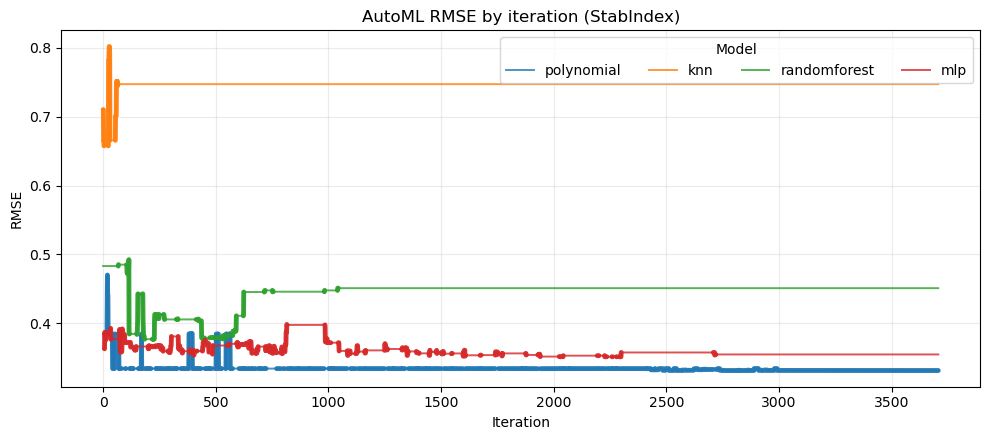 AutoML RMSE by iteration (StabIndex)
Model
polynomial knn randomforest mlp
0.8
0.7
0.6
0.5
0.4
RMSE
0 500 1000 1500 2000 2500 3000 3500
Iteration